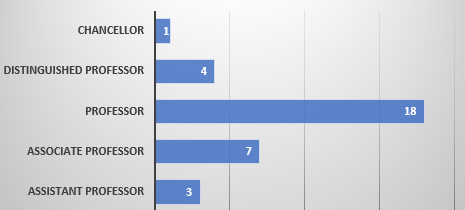 CHANCELLOR 1
DISTINGUISHED PROFESSOR 4
PROFESSOR 18
ASSOCIATE PROFESSOR 7
ASSISTANT PROFESSOR 3